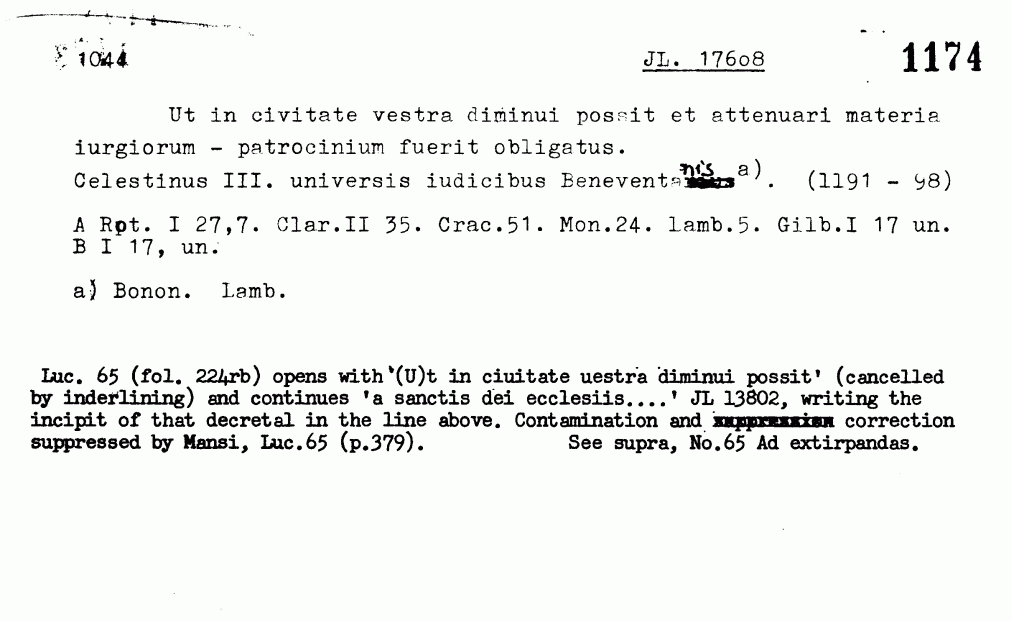 1044 JL. 17608 1174
Ut in civitate vestra diminui possit et attenuari materia
iurgiorum - patrocinium fuerit obligatus.
Celestinus III. universis iudicibus Beneventanis a). (1191 - 98)
A Rpt. I 27,7. Clar.II 35. Crac.51. Mon.24. lamb.5. Gilb.I 17 un.
B I 17, un.
a) Bonon. Lamb.
Luc. 65 (fol. 224rb) opens with '(U)t in ciuitate uestra diminui possit' (cancelled
by inderlining) and continues 'a sanctis dei ecclesiis....' JL 13802, writing the
incipit of that decretal in the line above. Contamination and correction
suppressed by Mansi, Luc.65 (p.379). See supra, No.65 Ad extirpandas.